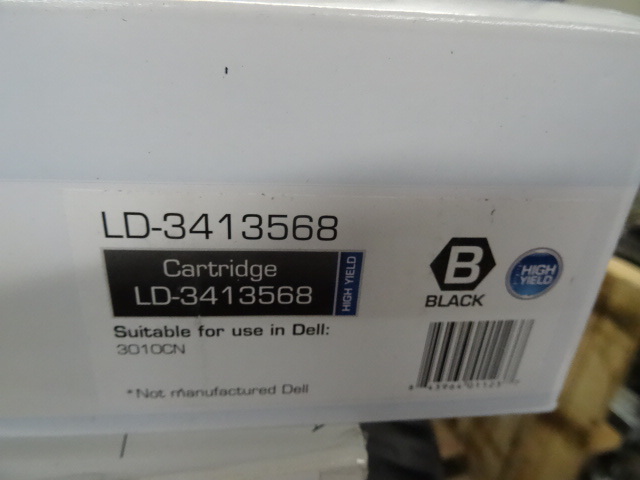 LD-3413568
Cartridge
LD-3413568
HIGH YIELD
B
BLACK
HIGH
YIELD
Suitable for use in Dell:
3010CN
*Not manufactured Dell